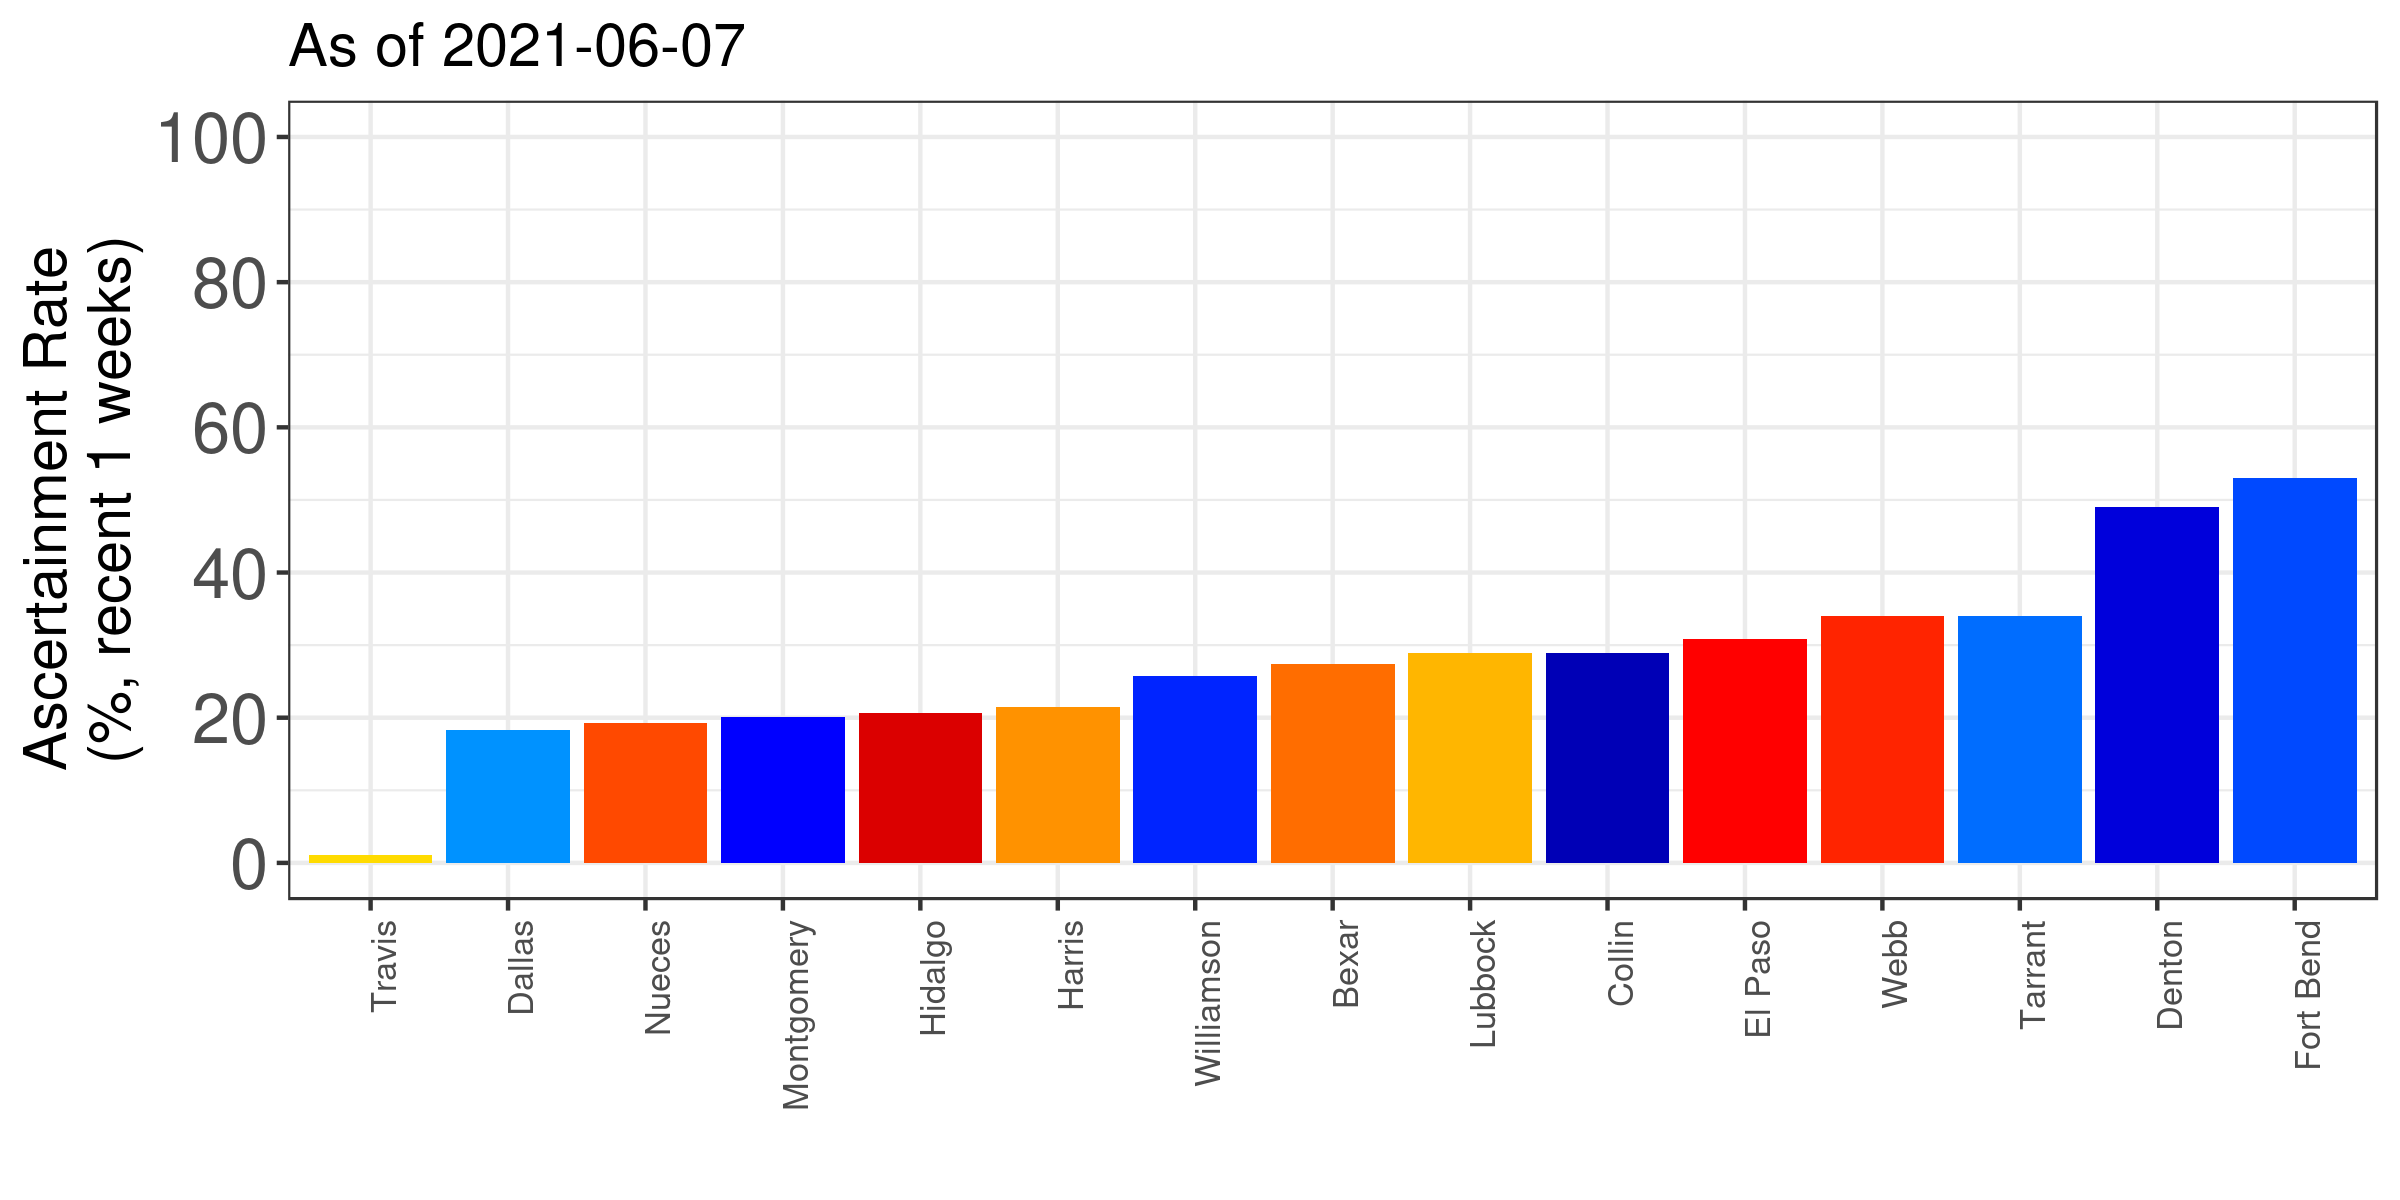 As of 2021-06-07
Ascertainment Rate
(%, recent 1 weeks)
100
80
60
40
20
0
Travis
Dallas
Nueces
Montgomery
Hidalgo
Harris
Williamson
Bexar
Lubbock
Collin
El Paso
Webb
Tarrant
Denton
Fort Bend